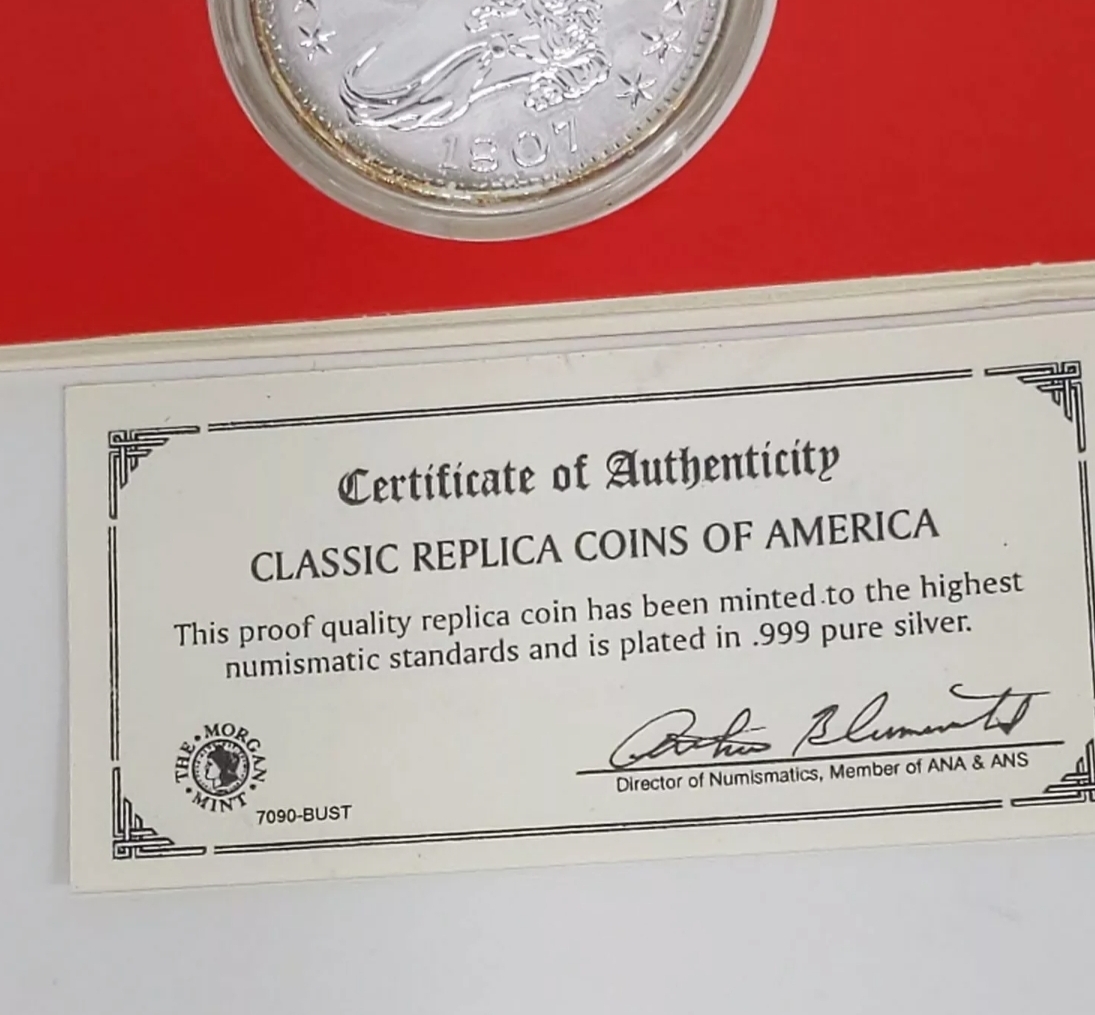 1807
Certificate of Authenticity
CLASSIC REPLICA COINS OF AMERICA
This proof quality replica coin has been minted to the highest
numismatic standards and is plated in .999 pure silver.
THE • MORGAN • MINT •
7090-BUST
Director of Numismatics, Member of ANA & ANS